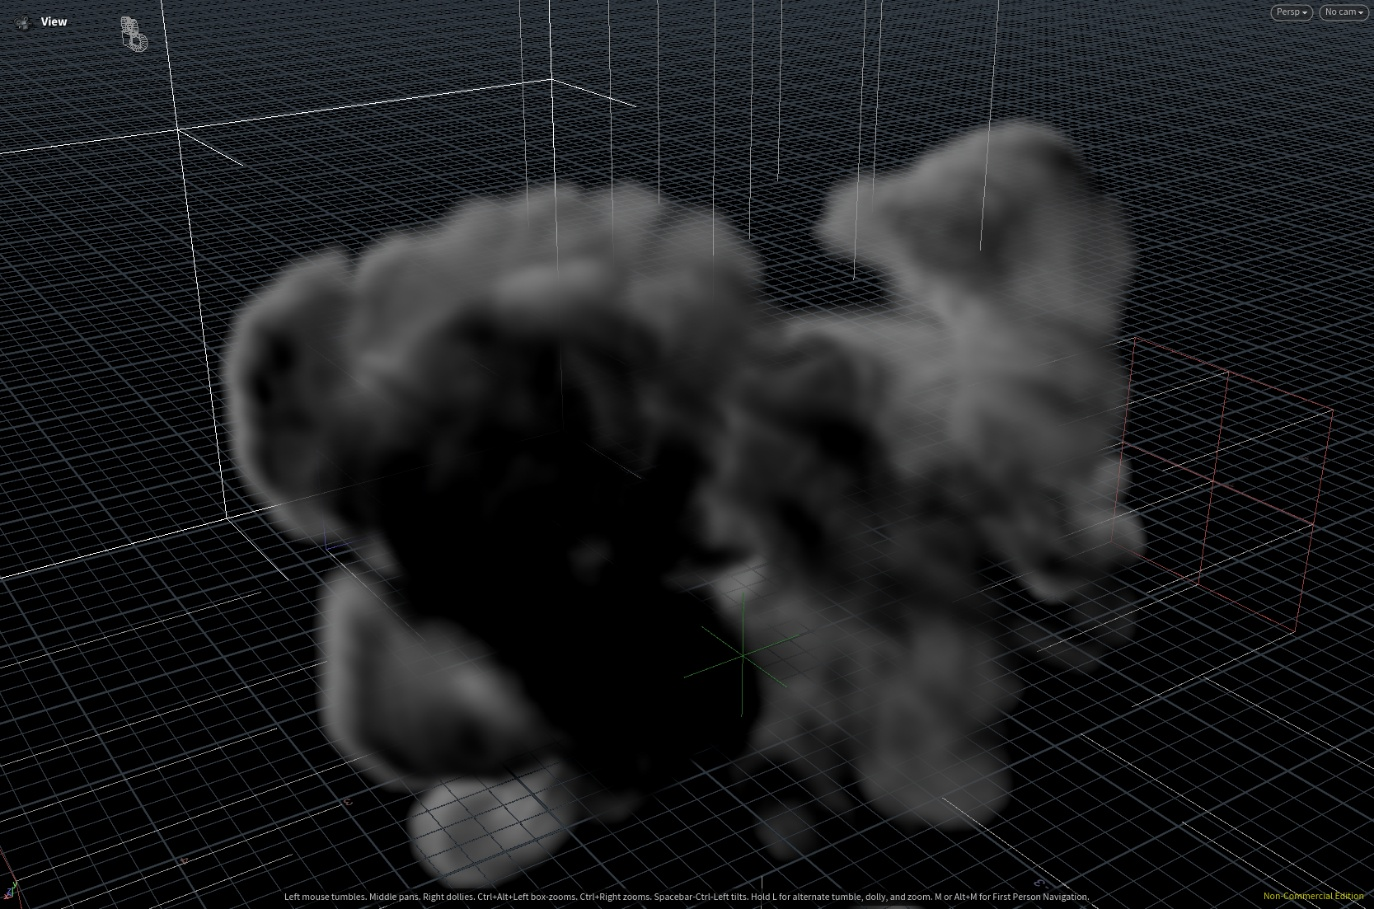 View
Persp
No cam
Left mouse tumbles. Middle pans. Right dollies. Ctrl+Alt+Left box-zooms. Ctrl+Right zooms. Spacebar-Ctrl-Left tilts. Hold L for alternate tumble, dolly, and zoom. M or Alt+M for First Person Navigation.
Non-Commercial Edition